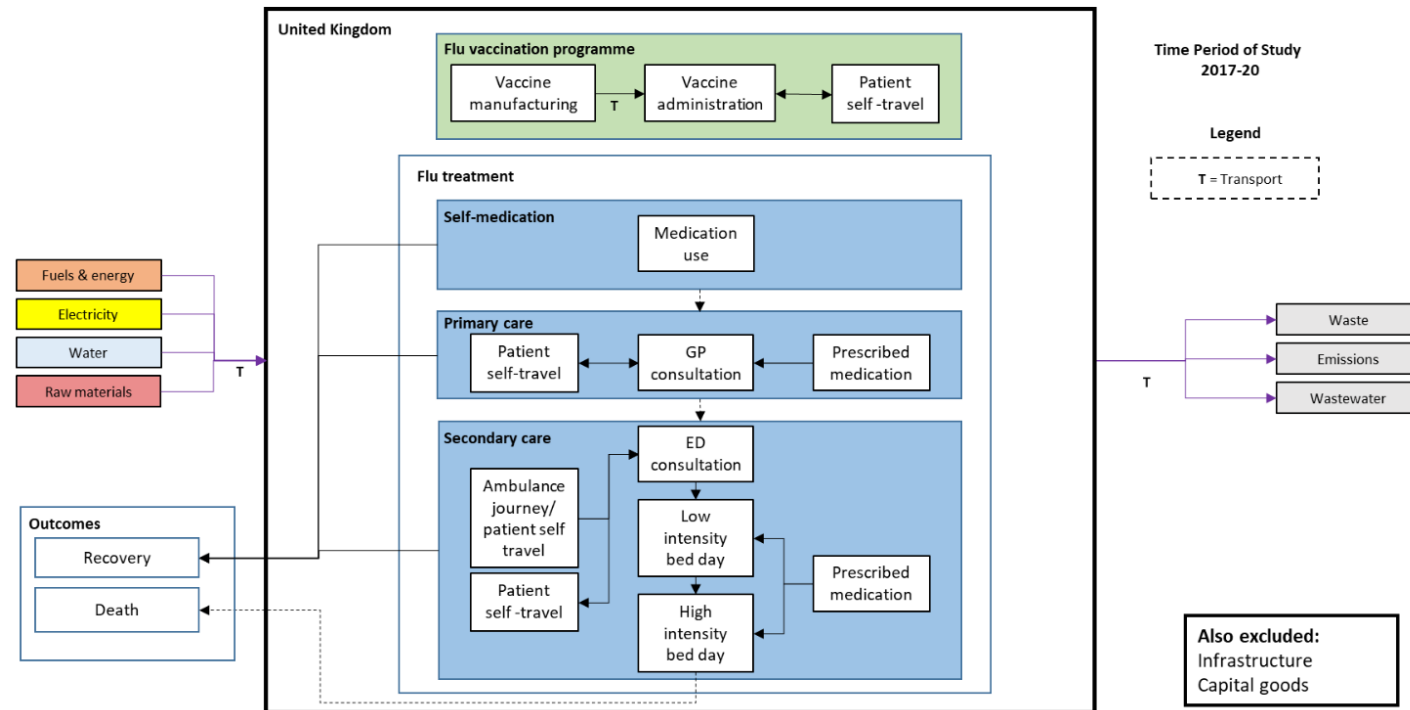 United Kingdom
Flu vaccination programme
Vaccine
manufacturing
T
Vaccine
administration
Patient
self -travel
Time Period of Study
2017-20
Legend
T = Transport
Flu treatment
Self-medication
Medication
use
Fuels & energy
Electricity
Water
Raw materials
T
Primary care
Patient
self-travel
GP
consultation
Prescribed
medication
T
Waste
Emissions
Wastewater
Secondary care
ED
consultation
Ambulance
journey/
patient self
travel
Low
intensity
bed day
Patient
self -travel
High
intensity
bed day
Prescribed
medication
Outcomes
Recovery
Death
Also excluded:
Infrastructure
Capital goods